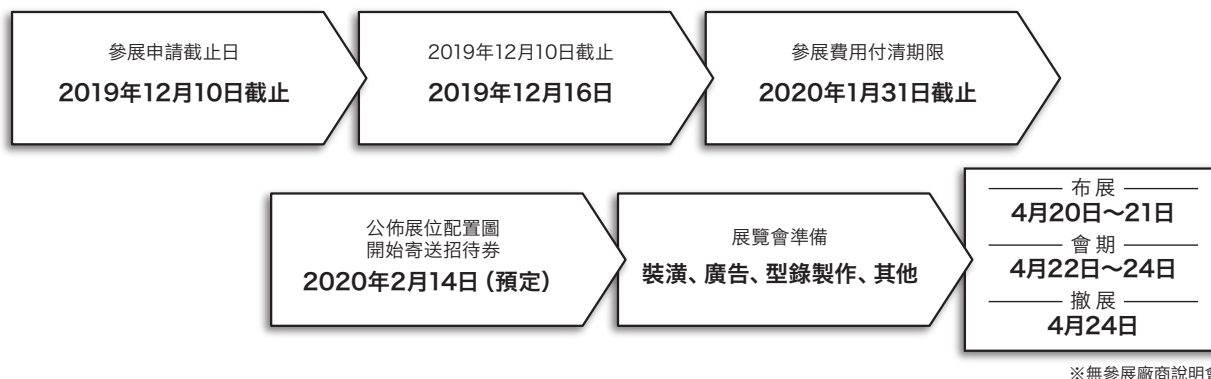 參展申請截止日
2019年12月10日截止
2019年12月10日截止
2019年12月16日
參展費用付清期限
2020年1月31日截止
公佈展位配置圖
開始寄送招待券
2020年2月14日（預定）
展覽會準備
裝潢、廣告、型錄製作、其他
布展
4月20日～21日
會期
4月22日～24日
撤展
4月24日
※無參展廠商說明會